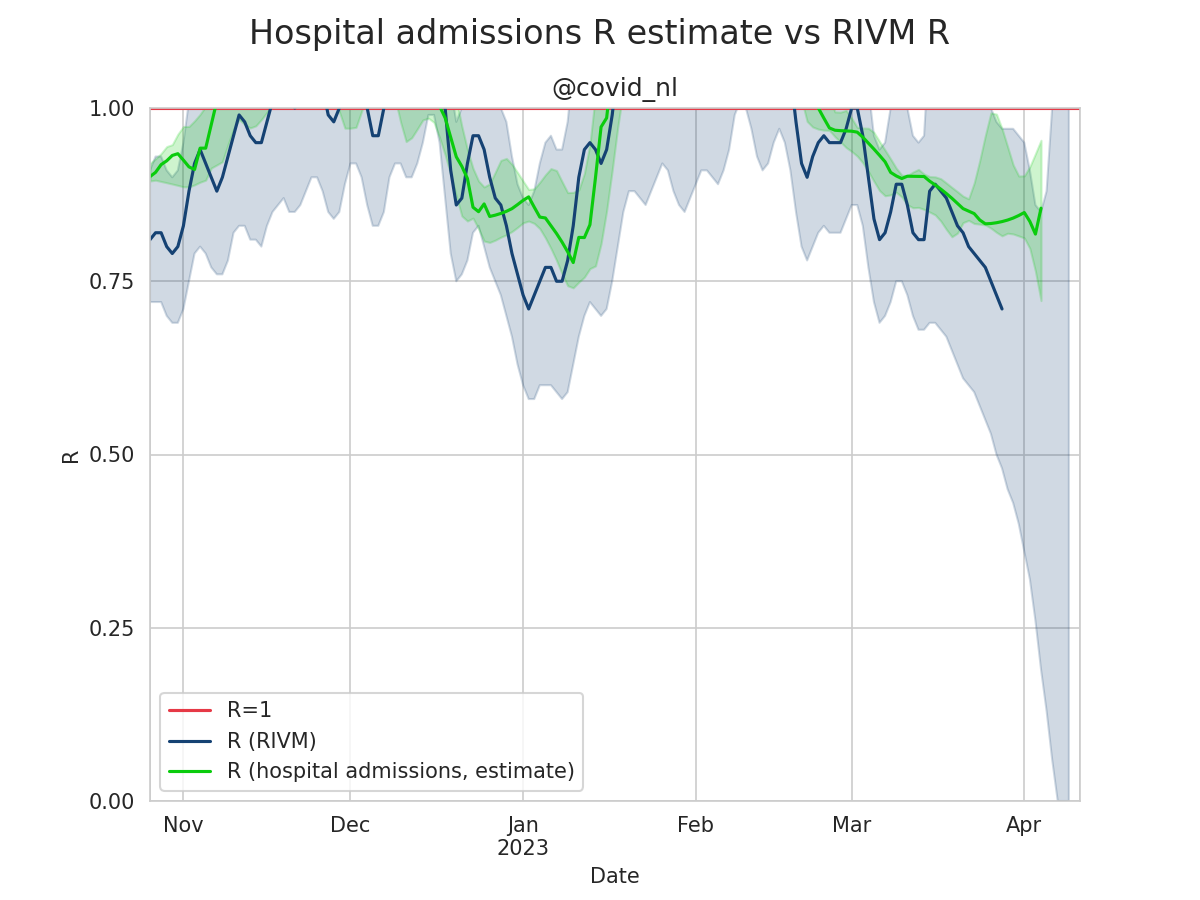 Hospital admissions R estimate vs RIVM R
@covid_nl
1.00
0.75
0.50
0.25
0.00
R
R=1
R (RIVM)
R (hospital admissions, estimate)
Nov Dec Jan Feb Mar Apr
2023
Date